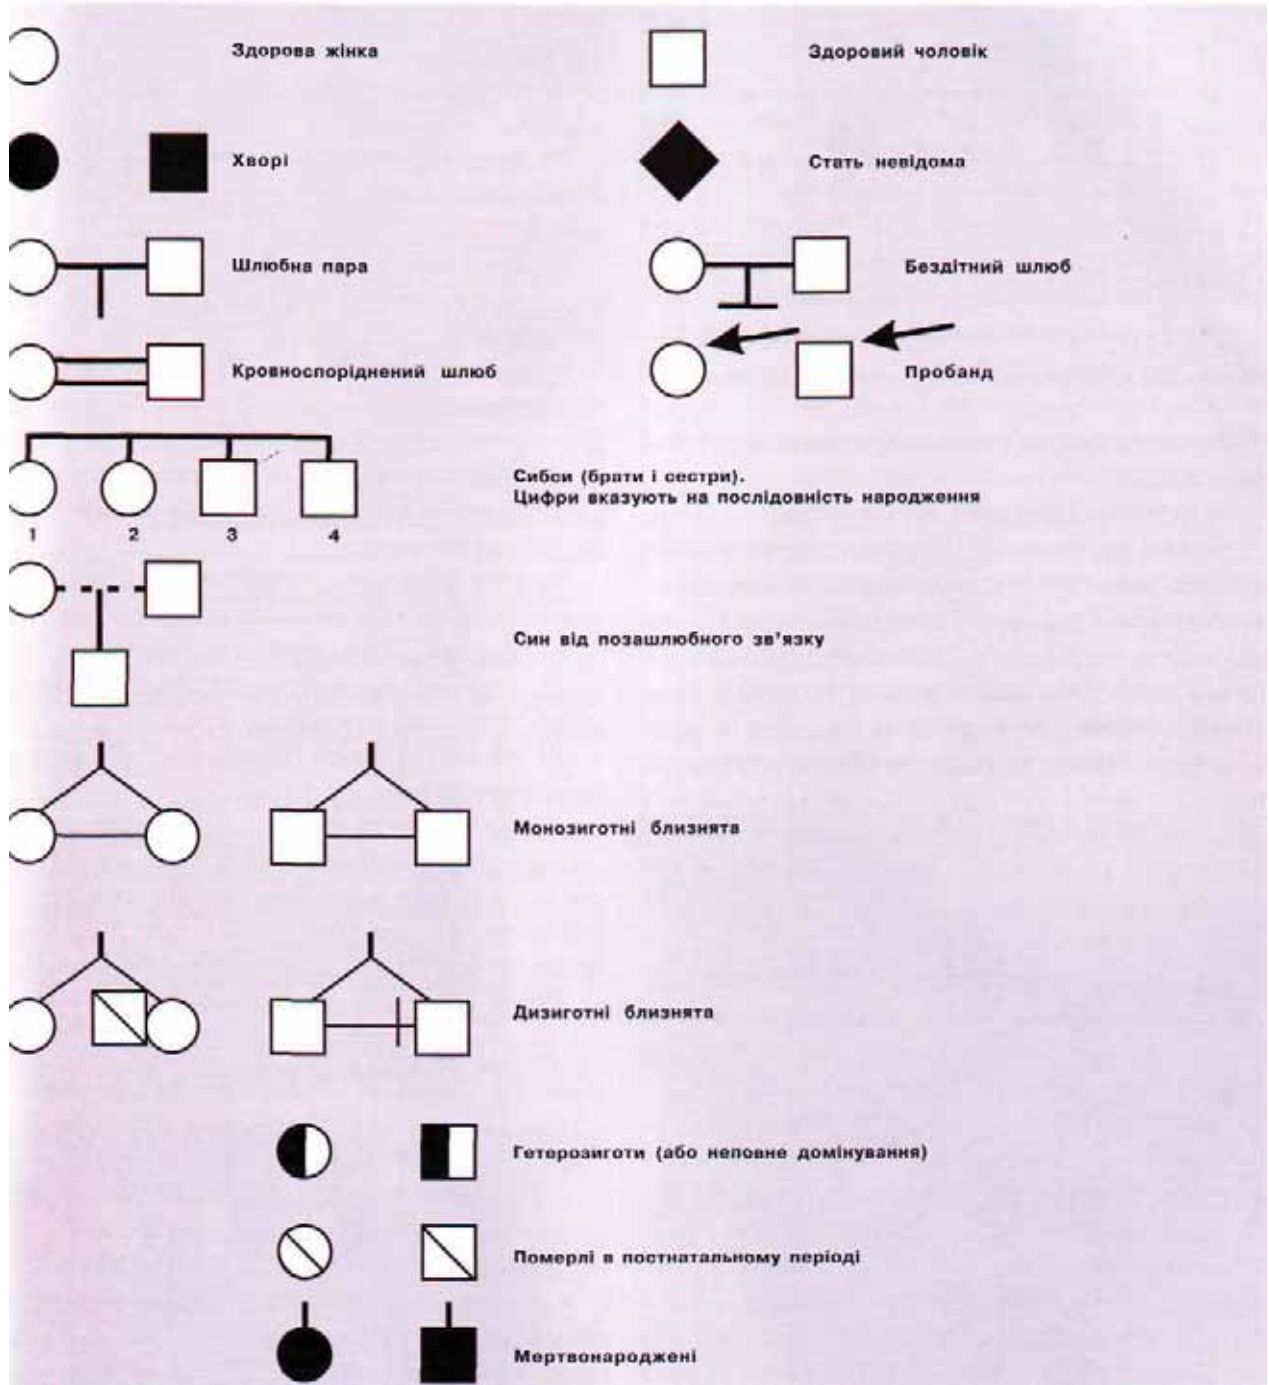 Здорова жінка
Здоровий чоловік
Хворі
Стать невідома
Шлюбна пара
Бездітний шлюб
Кровноспоріднений шлюб
Пробанд
Сибси (брати і сестри).
Цифри вказують на послідовність народження
1 2 3 4
Син від позашлюбного зв'язку
Монозиготні близнята
Дизиготні близнята
Гетерозиготи (або неповне домінування)
Померлі в постнатальному періоді
Мертвонароджені